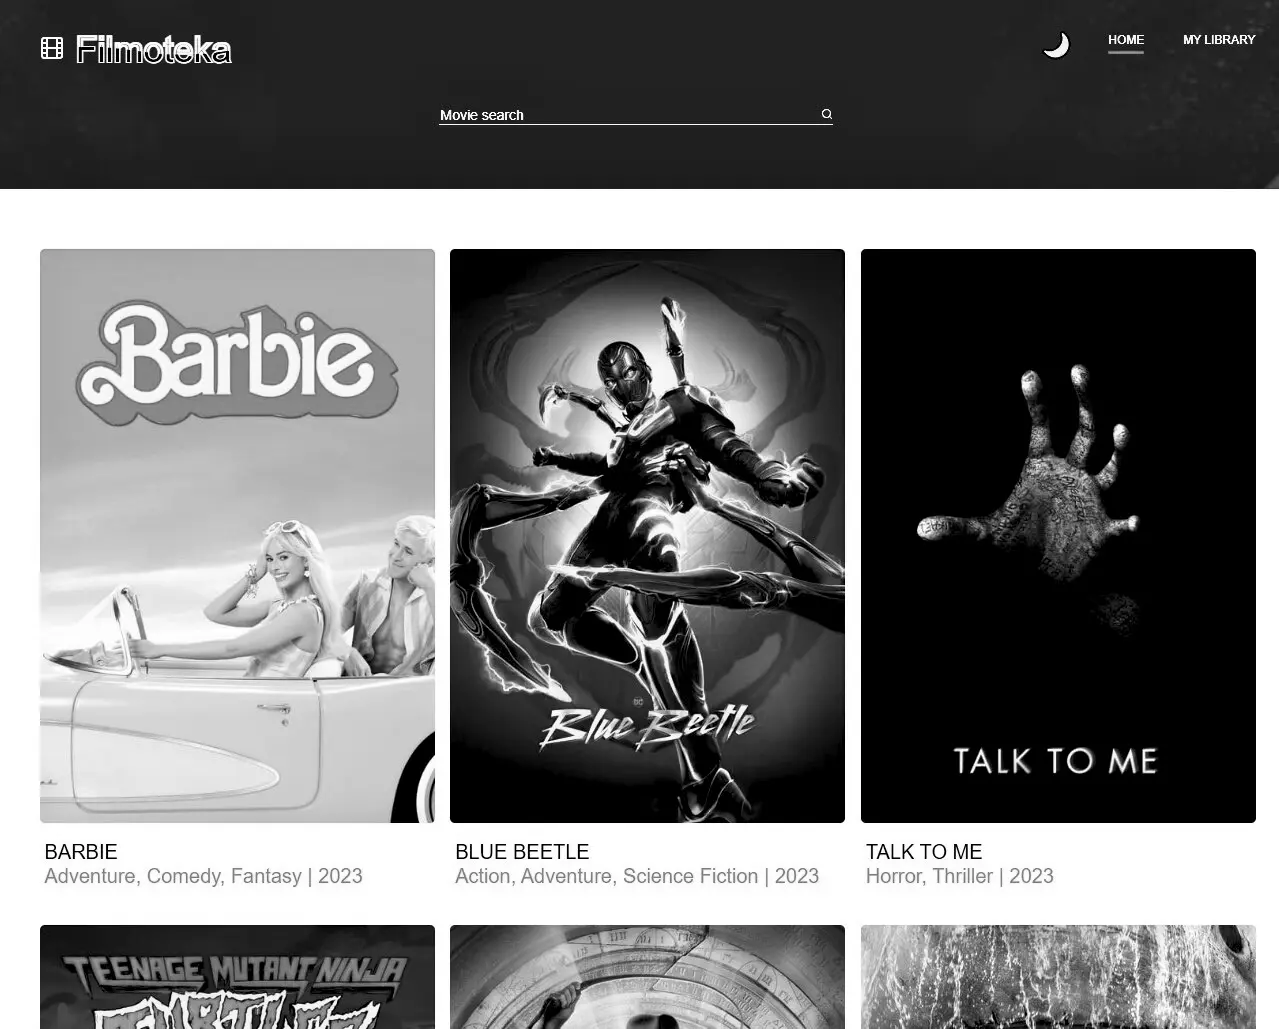 Filmoteka
HOME
MY LIBRARY
Movie search
Barbie
Blue Beetle
DC
TALK TO ME
BARBIE
Adventure, Comedy, Fantasy | 2023
BLUE BEETLE
Action, Adventure, Science Fiction | 2023
TALK TO ME
Horror, Thriller | 2023
TEENAGE MUTANT NINJA